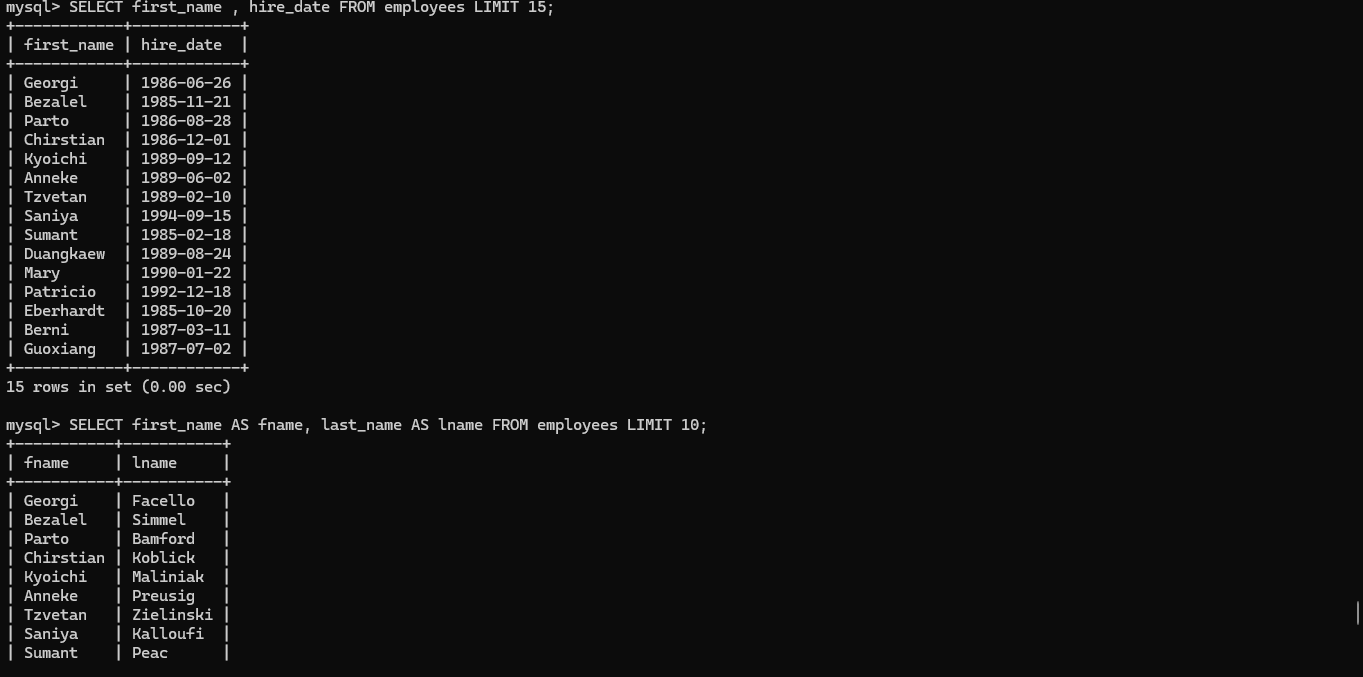 mysql> SELECT first_name , hire_date FROM employees LIMIT 15;
+------------+------------+
| first_name | hire_date  |
+------------+------------+
| Georgi     | 1986-06-26 |
| Bezalel    | 1985-11-21 |
| Parto      | 1986-08-28 |
| Chirstian  | 1986-12-01 |
| Kyoichi    | 1989-09-12 |
| Anneke     | 1989-06-02 |
| Tzvetan    | 1989-02-10 |
| Saniya     | 1994-09-15 |
| Sumant     | 1985-02-18 |
| Duangkaew  | 1989-08-24 |
| Mary       | 1990-01-22 |
| Patricio   | 1992-12-18 |
| Eberhardt  | 1985-10-20 |
| Berni      | 1987-03-11 |
| Guoxiang   | 1987-07-02 |
+------------+------------+
15 rows in set (0.00 sec)

mysql> SELECT first_name AS fname, last_name AS lname FROM employees LIMIT 10;
+-----------+-----------+
| fname     | lname     |
+-----------+-----------+
| Georgi    | Facello   |
| Bezalel   | Simmel    |
| Parto     | Bamford   |
| Chirstian | Koblick   |
| Kyoichi   | Maliniak  |
| Anneke    | Preusig   |
| Tzvetan   | Zielinski |
| Saniya    | Kalloufi  |
| Sumant    | Peac      |